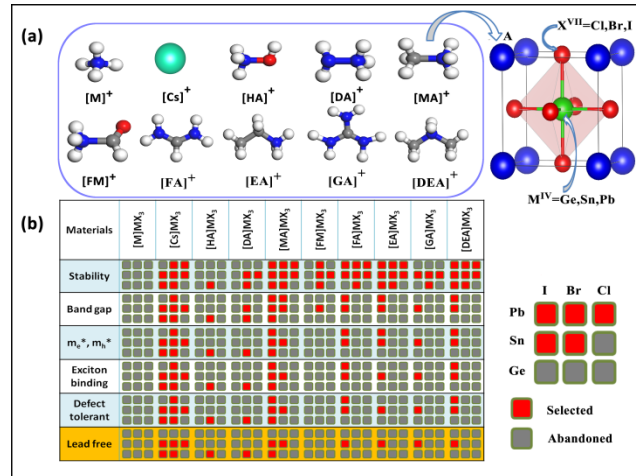 (a)
A
X^VII=Cl,Br,I
[M]⁺ [Cs]⁺ [HA]⁺ [DA]⁺ [MA]⁺
[FM]⁺ [FA]⁺ [EA]⁺ [GA]⁺ [DEA]⁺
M^IV=Ge,Sn,Pb
(b)
Materials [M]MX₃ [Cs]MX₃ [HA]MX₃ [DA]MX₃ [MA]MX₃ [FM]MX₃ [FA]MX₃ [EA]MX₃ [GA]MX₃ [DEA]MX₃
Stability
Band gap
mₑ*, mₕ*
Exciton
binding
Defect
tolerant
Lead free
I Br Cl
Pb
Sn
Ge
Selected
Abandoned